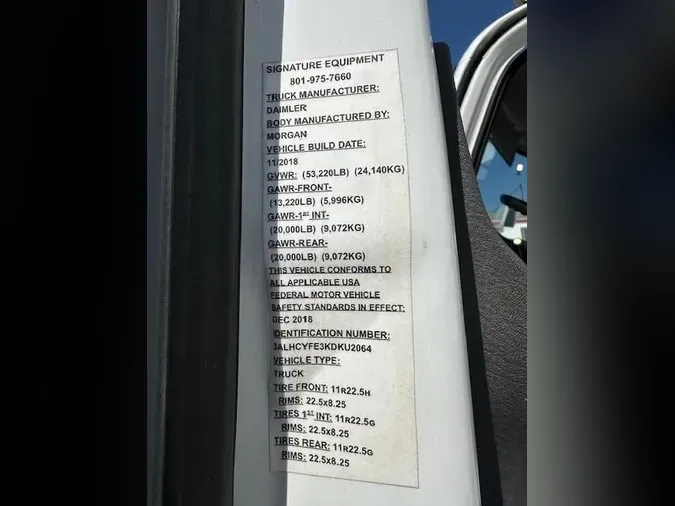 SIGNATURE EQUIPMENT
801-975-7660
TRUCK MANUFACTURER:
DAIMLER
BODY MANUFACTURED BY:
MORGAN
VEHICLE BUILD DATE:
11/2018
GVWR: (53,220LB) (24,140KG)
GAWR-FRONT-
(13,220LB) (5,996KG)
GAWR-1ST INT-
(20,000LB) (9,072KG)
GAWR-REAR-
(20,000LB) (9,072KG)
THIS VEHICLE CONFORMS TO
ALL APPLICABLE USA
FEDERAL MOTOR VEHICLE
SAFETY STANDARDS IN EFFECT:
DEC 2018
IDENTIFICATION NUMBER:
3ALHCYFE3KDKU2064
VEHICLE TYPE:
TRUCK
TIRE FRONT: 11R22.5H
RIMS: 22.5x8.25
TIRES 1ST INT: 11R22.5G
RIMS: 22.5x8.25
TIRES REAR: 11R22.5G
RIMS: 22.5x8.25